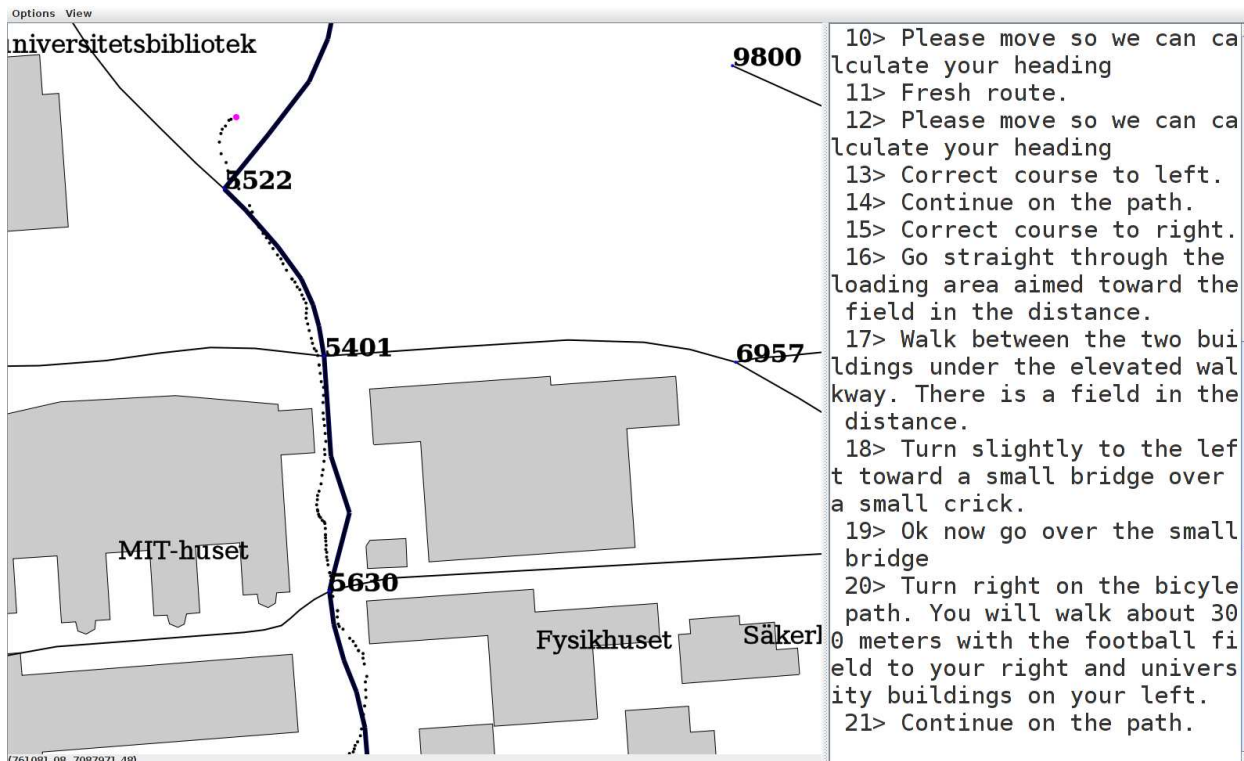 Options View
universitetsbibliotek
9800
5522
5401
6957
MIT-huset
5630
Fysikhuset
Säkerl
(761081.08, 7087971.48)
10> Please move so we can ca
lculate your heading
11> Fresh route.
12> Please move so we can ca
lculate your heading
13> Correct course to left.
14> Continue on the path.
15> Correct course to right.
16> Go straight through the
loading area aimed toward the
field in the distance.
17> Walk between the two bui
ldings under the elevated wal
kway. There is a field in the
distance.
18> Turn slightly to the lef
t toward a small bridge over
a small crick.
19> Ok now go over the small
bridge
20> Turn right on the bicycle
path. You will walk about 30
0 meters with the football fi
eld to your right and univers
ity buildings on your left.
21> Continue on the path.